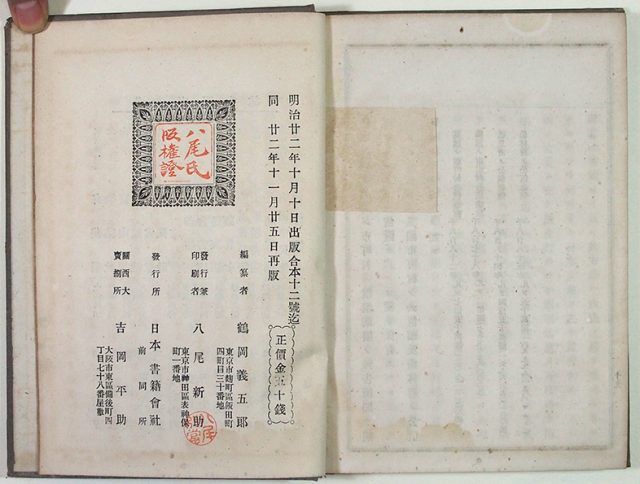 明治廿二年十月十日出版合本十二號迄
同 廿二年十一月廿五日再版
正價金五十錢
八尾氏
版權證
編纂者 鶴岡義五郎
東京市麴町區飯田町
四町目三十番地
發行兼
印刷者 八尾新助
東京市神田區表神保
町一番地
發行所 日本書籍會社
前同所
關西大
賣捌所 吉岡平助
大阪市東區備後町四
丁目七十八番屋敷